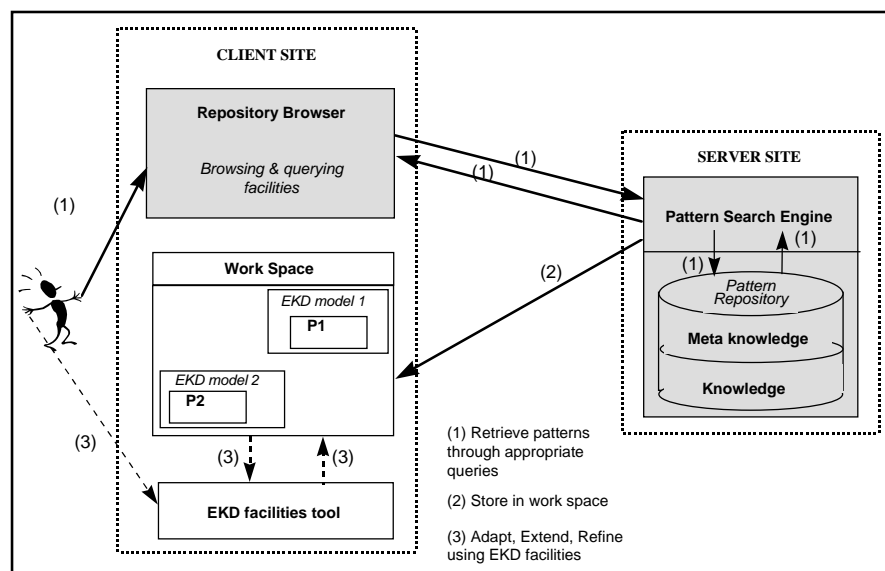 CLIENT SITE
Repository Browser
Browsing & querying
facilities
(1)
(1)
(1)
SERVER SITE
Pattern Search Engine
(1)
(1)
Pattern
Repository
Meta knowledge
Knowledge
(2)
Work Space
EKD model 1
P1
EKD model 2
P2
(3)
(3)
(3)
EKD facilities tool
(1) Retrieve patterns
through appropriate
queries
(2) Store in work space
(3) Adapt, Extend, Refine
using EKD facilities